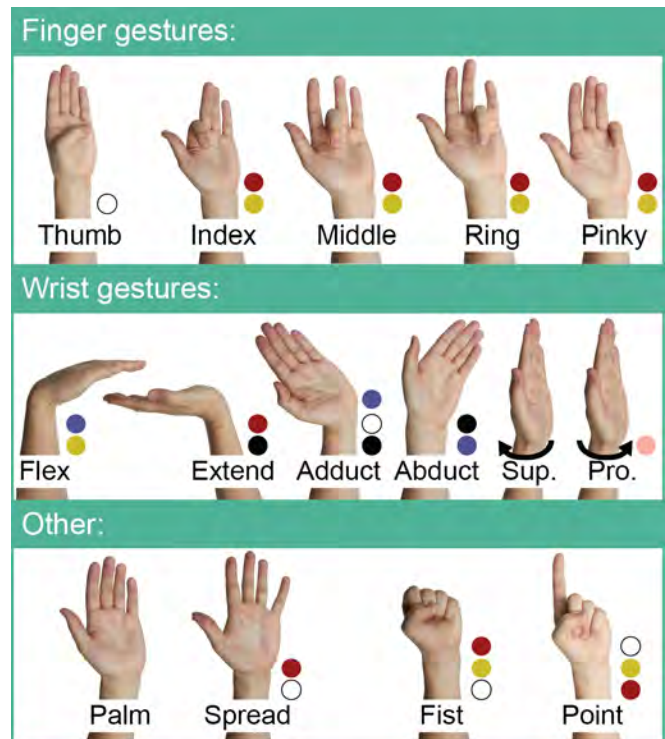 Finger gestures:
Thumb Index Middle Ring Pinky
Wrist gestures:
Flex Extend Adduct Abduct Sup. Pro.
Other:
Palm Spread Fist Point